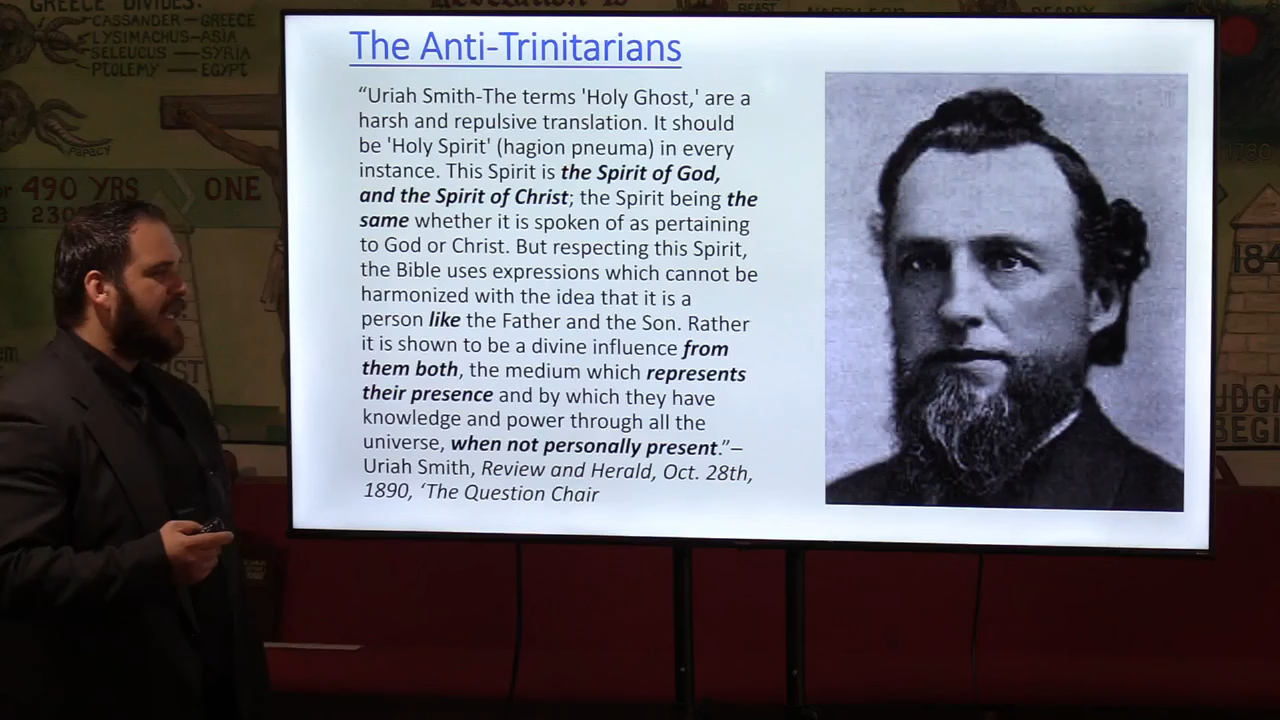 The Anti-Trinitarians
“Uriah Smith-The terms 'Holy Ghost,' are a
harsh and repulsive translation. It should
be 'Holy Spirit' (hagion pneuma) in every
instance. This Spirit is the Spirit of God,
and the Spirit of Christ; the Spirit being the
same whether it is spoken of as pertaining
to God or Christ. But respecting this Spirit,
the Bible uses expressions which cannot be
harmonized with the idea that it is a
person like the Father and the Son. Rather
it is shown to be a divine influence from
them both, the medium which represents
their presence and by which they have
knowledge and power through all the
universe, when not personally present.”–
Uriah Smith, Review and Herald, Oct. 28th,
1890, ‘The Question Chair
GREECE DIVIDES:
CASSANDER — GREECE
LYSIMACHUS–ASIA
SELEUCUS — SYRIA
PTOLEMY — EGYPT
PAPACY
490 YRS
ONE
230
BEAST
DEADLY
184
UDG
BEGI